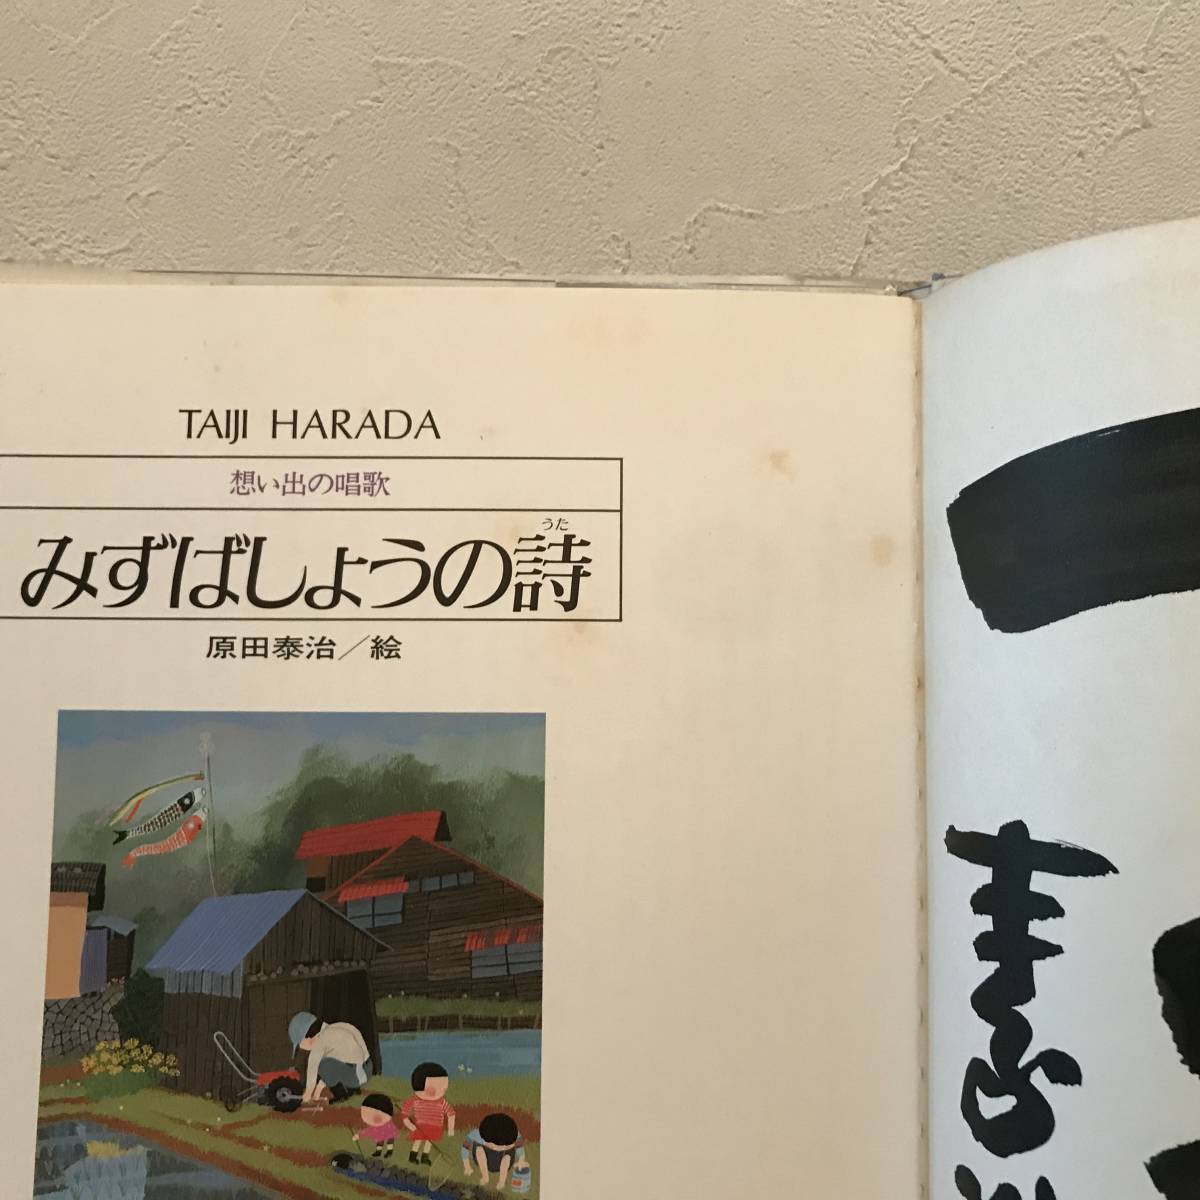 TAIJI HARADA
想い出の唱歌
うた
みずばしょうの詩
原田泰治／絵